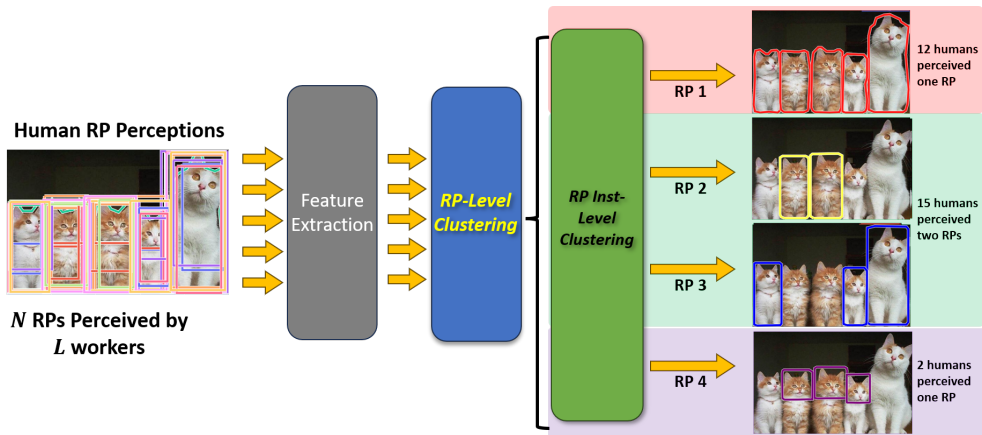 Human RP Perceptions
N RPs Perceived by
L workers
Feature
Extraction
RP-Level
Clustering
RP Inst-
Level
Clustering
RP 1
RP 2
RP 3
RP 4
12 humans
perceived
one RP
15 humans
perceived
two RPs
2 humans
perceived
one RP